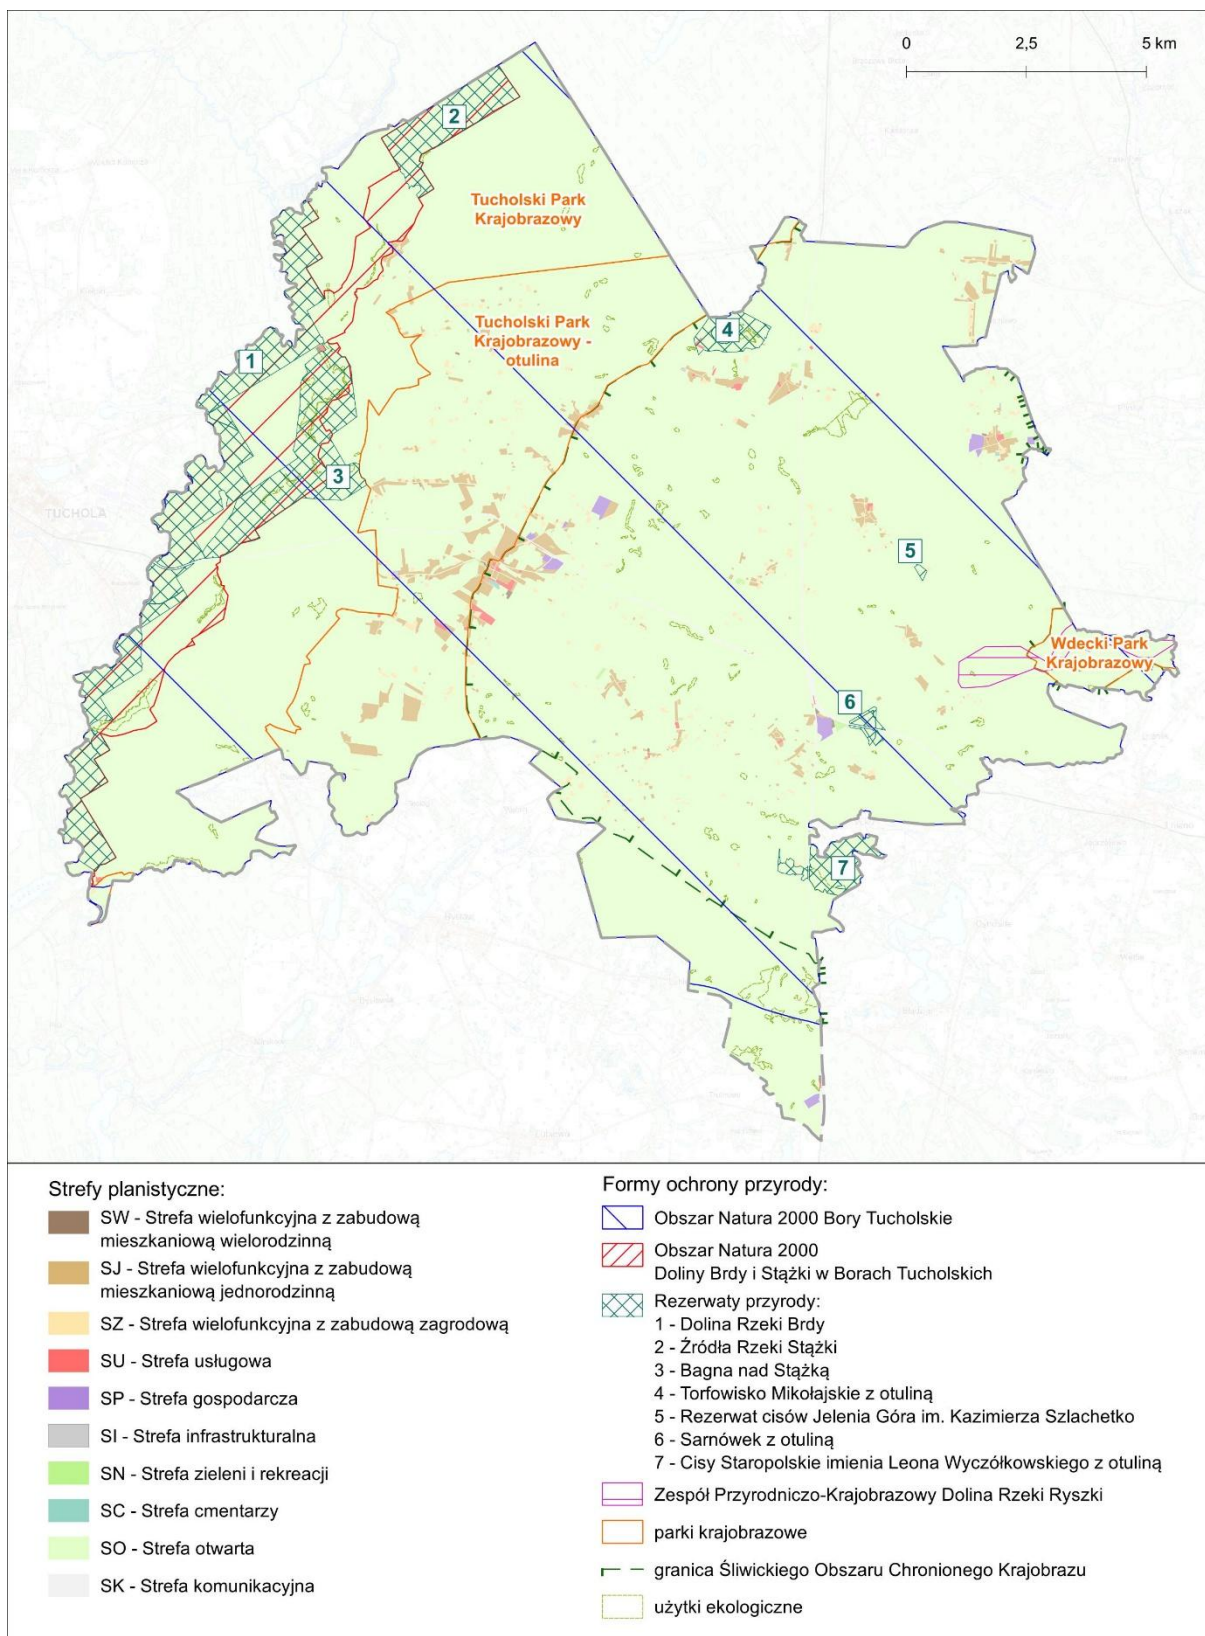 0 2,5 5 km
2
Tucholski Park
Krajobrazowy
Tucholski Park
Krajobrazowy -
otulina
4
1
3
TUCHOLA
5
Wdecki Park
Krajobrazowy
6
7
Strefy planistyczne:
SW - Strefa wielofunkcyjna z zabudową
mieszkaniową wielorodzinną
SJ - Strefa wielofunkcyjna z zabudową
mieszkaniową jednorodzinną
SZ - Strefa wielofunkcyjna z zabudową zagrodową
SU - Strefa usługowa
SP - Strefa gospodarcza
SI - Strefa infrastrukturalna
SN - Strefa zieleni i rekreacji
SC - Strefa cmentarzy
SO - Strefa otwarta
SK - Strefa komunikacyjna
Formy ochrony przyrody:
Obszar Natura 2000 Bory Tucholskie
Obszar Natura 2000
Doliny Brdy i Stążki w Borach Tucholskich
Rezerwaty przyrody:
1 - Dolina Rzeki Brdy
2 - Źródła Rzeki Stążki
3 - Bagna nad Stążką
4 - Torfowisko Mikołajskie z otuliną
5 - Rezerwat cisów Jelenia Góra im. Kazimierza Szlachetko
6 - Sarnówek z otuliną
7 - Cisy Staropolskie imienia Leona Wyczółkowskiego z otuliną
Zespół Przyrodniczo-Krajobrazowy Dolina Rzeki Ryszki
parki krajobrazowe
granica Śliwickiego Obszaru Chronionego Krajobrazu
użytki ekologiczne